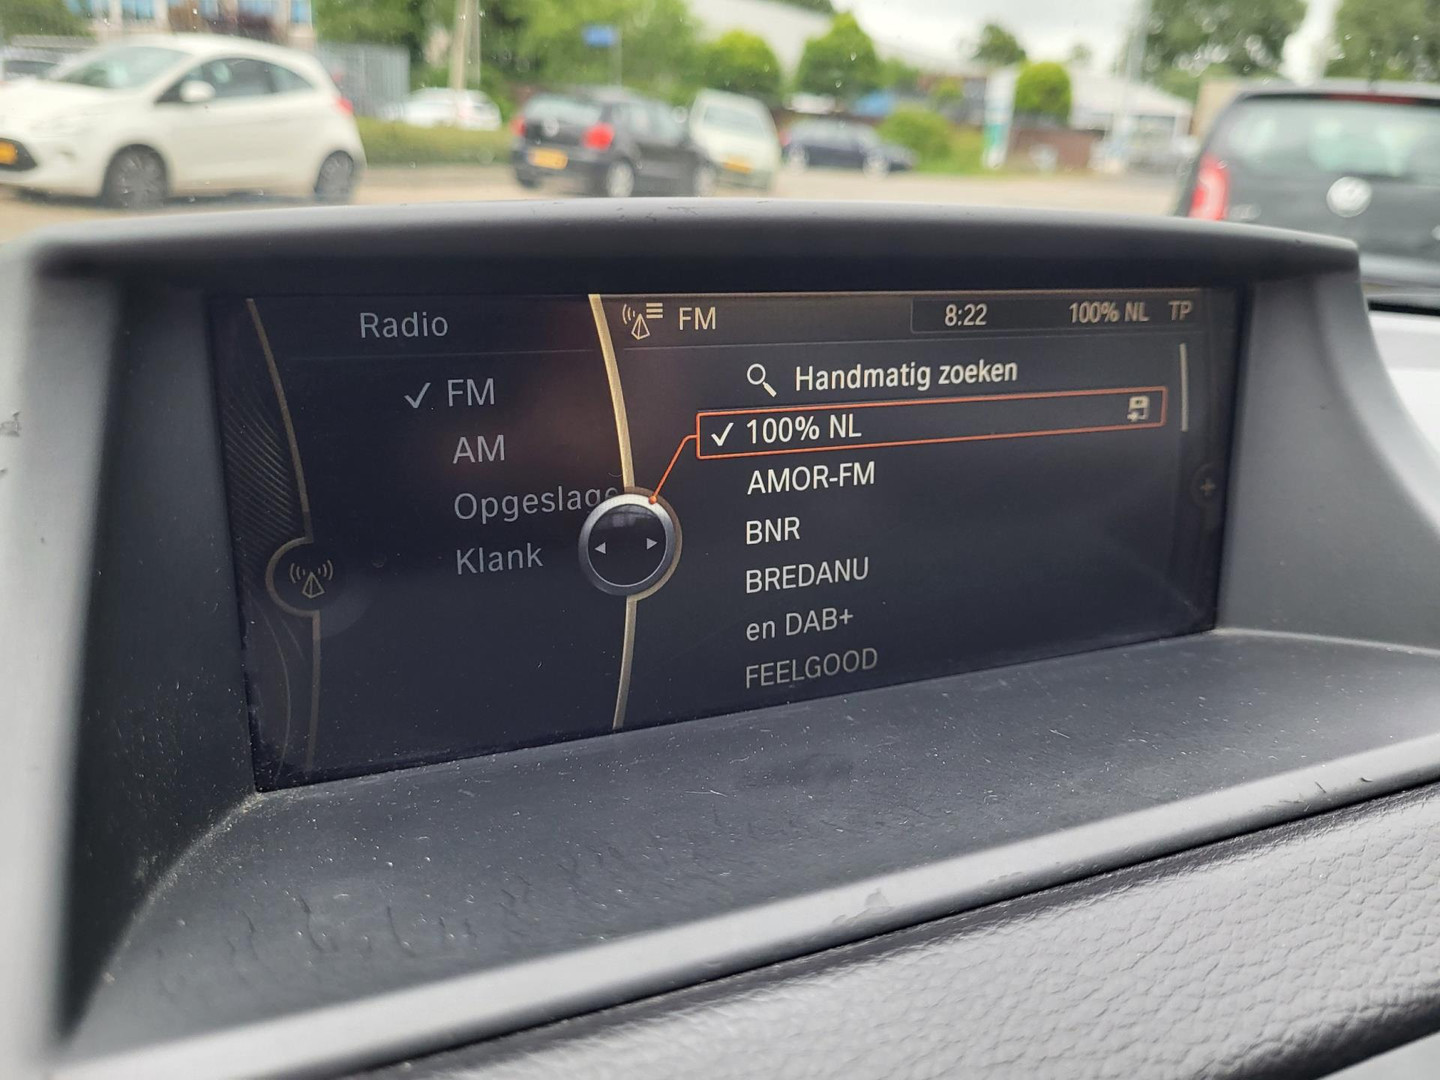 Radio
FM
AM
Klank
FM
8:22
100% NL
TP
Handmatig zoeken
100% NL
AMOR-FM
BNR
BREDANU
en DAB+
FEELGOOD